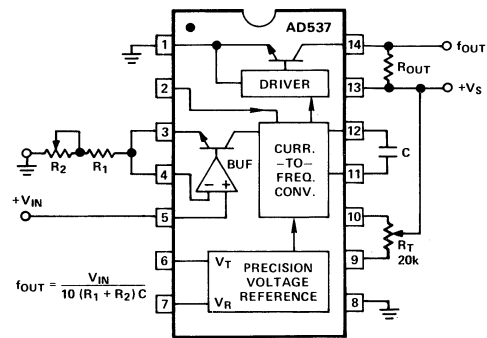 AD537
1
14
fOUT
ROUT
DRIVER
2
13
+VS
3
12
CURR.
-TO-
FREQ.
CONV.
C
R2
R1
BUF
4
11
- +
+VIN
5
10
RT
20k
6
VT
PRECISION
VOLTAGE
REFERENCE
9
fOUT = VIN / 10 (R1 + R2) C
7
VR
8